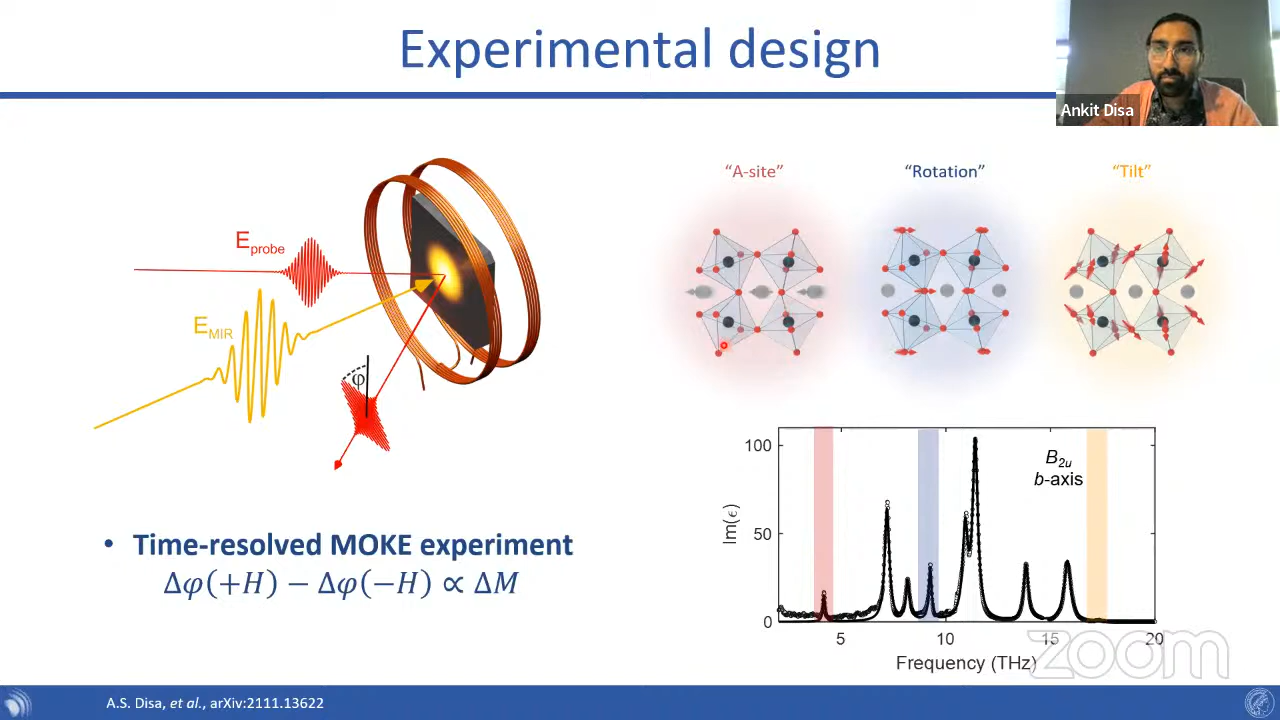 Experimental design
Ankit Disa
E_probe
E_MIR
φ
• Time-resolved MOKE experiment
Δφ(+H) − Δφ(−H) ∝ ΔM
“A-site”
“Rotation”
“Tilt”
B_2u
b-axis
Im(ϵ)
100
50
0
5
10
15
20
Frequency (THz)
zoom
A.S. Disa, et al., arXiv:2111.13622